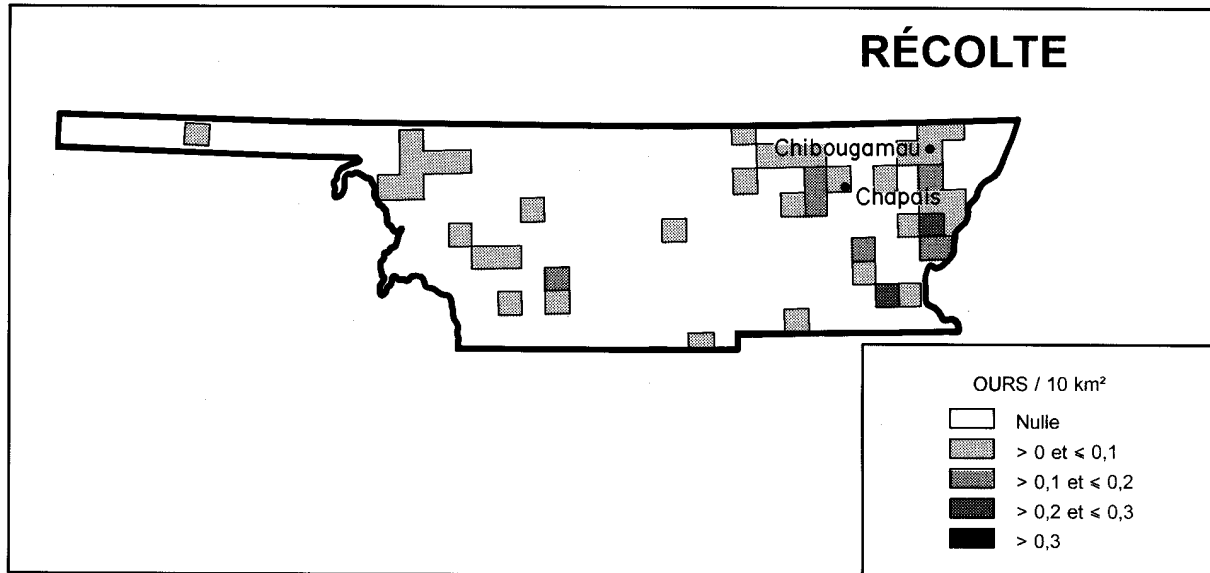 RÉCOLTE
Chibougamau
Chapais
OURS / 10 km²
Nulle
> 0 et ≤ 0,1
> 0,1 et ≤ 0,2
> 0,2 et ≤ 0,3
> 0,3